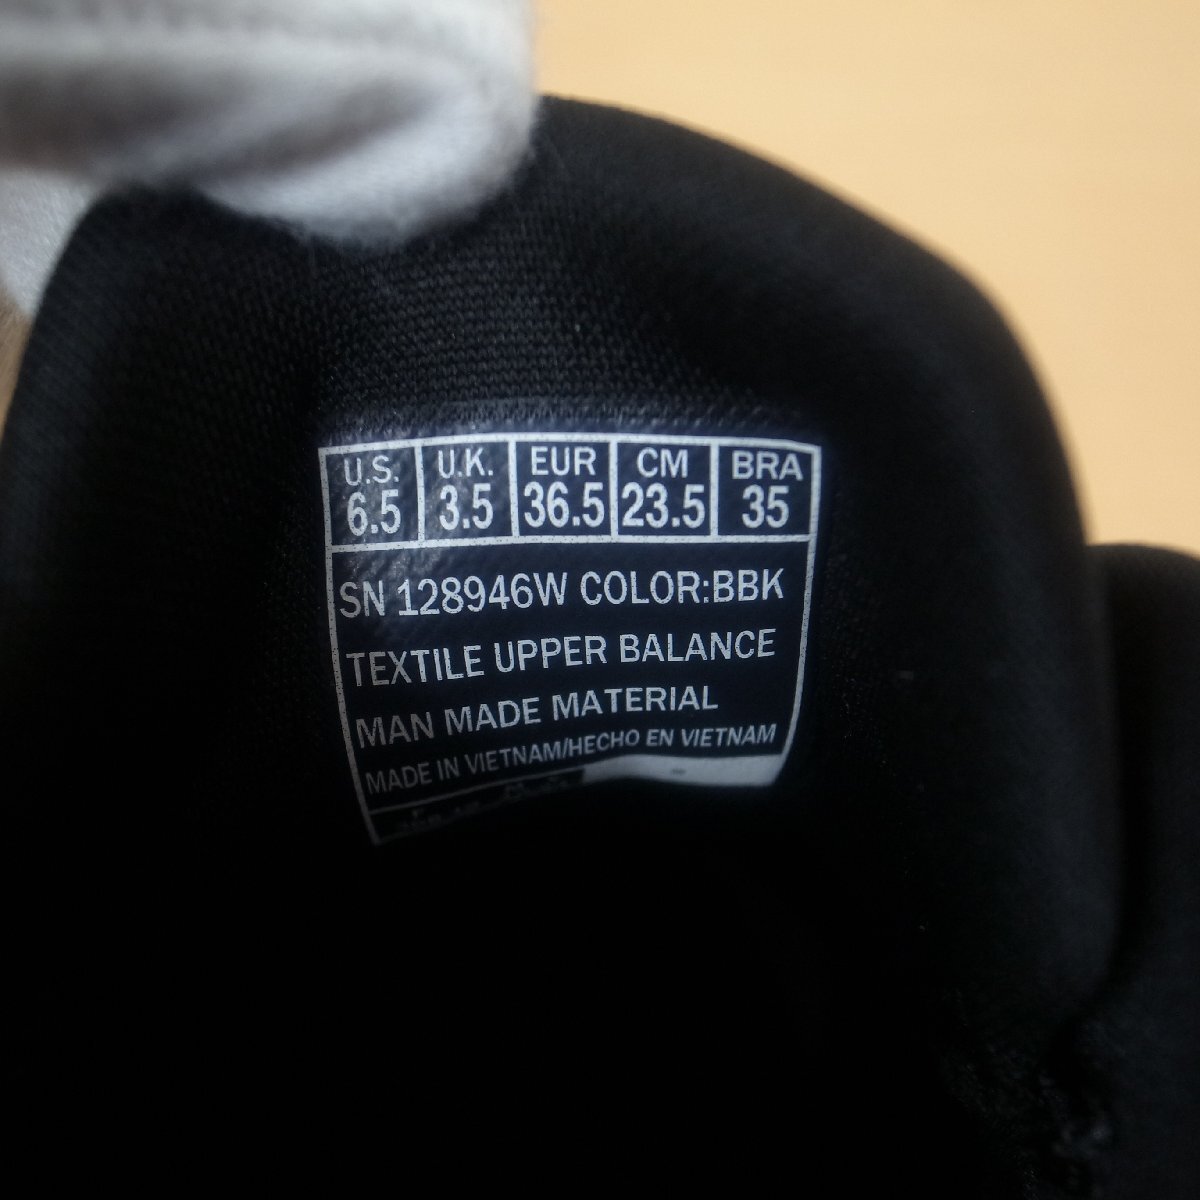 U.S. U.K. EUR CM BRA
6.5 3.5 36.5 23.5 35
SN 128946W COLOR:BBK
TEXTILE UPPER BALANCE
MAN MADE MATERIAL
MADE IN VIETNAM/HECHO EN VIETNAM